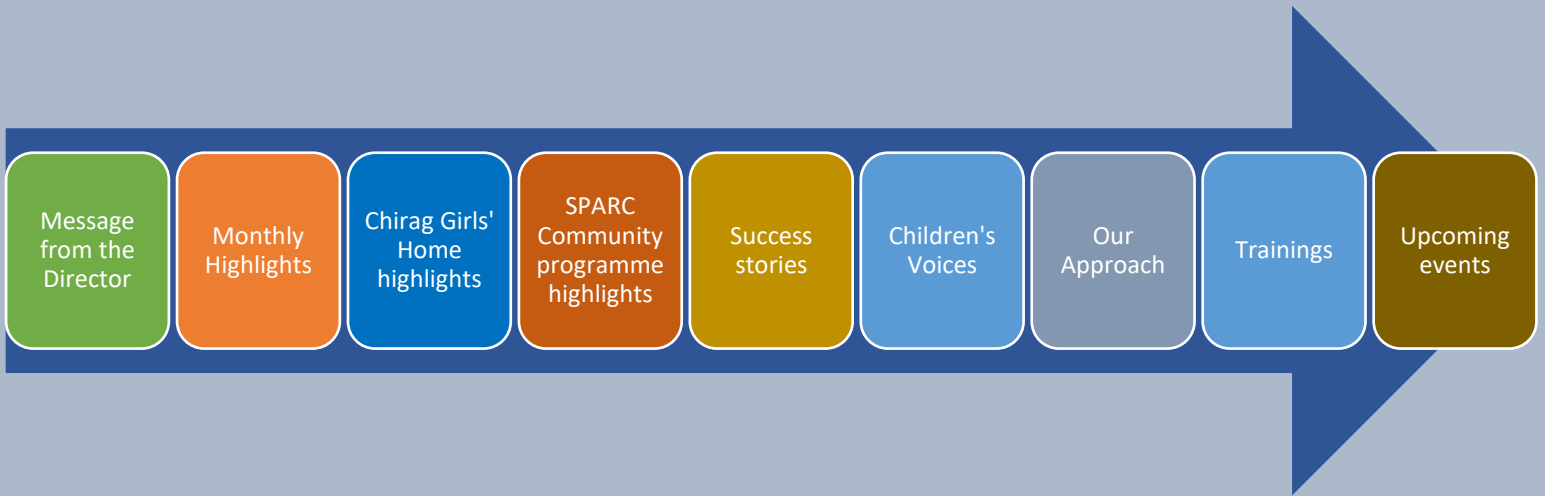 Message
from the
Director
Monthly
Highlights
Chirag Girls'
Home
highlights
SPARC
Community
programme
highlights
Success
stories
Children's
Voices
Our
Approach
Trainings
Upcoming
events